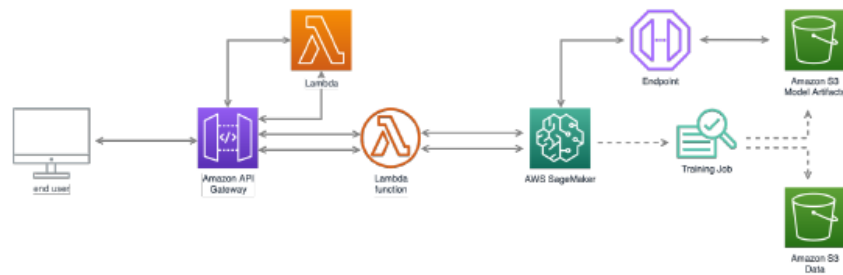 Endpoint
Amazon S3
Model Artifacts
Lambda
end user
Amazon API
Gateway
Lambda
function
AWS SageMaker
Training Job
Amazon S3
Data